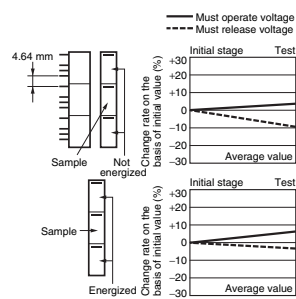 Must operate voltage
Must release voltage
4.64 mm
Sample
Not
energized
Change rate on the
basis of initial value (%)
Initial stage
Test
+30
+20
+10
0
−10
−20
−30
Average value
Sample
Energized
Change rate on the
basis of initial value (%)
Initial stage
Test
+30
+20
+10
0
−10
−20
−30
Average value